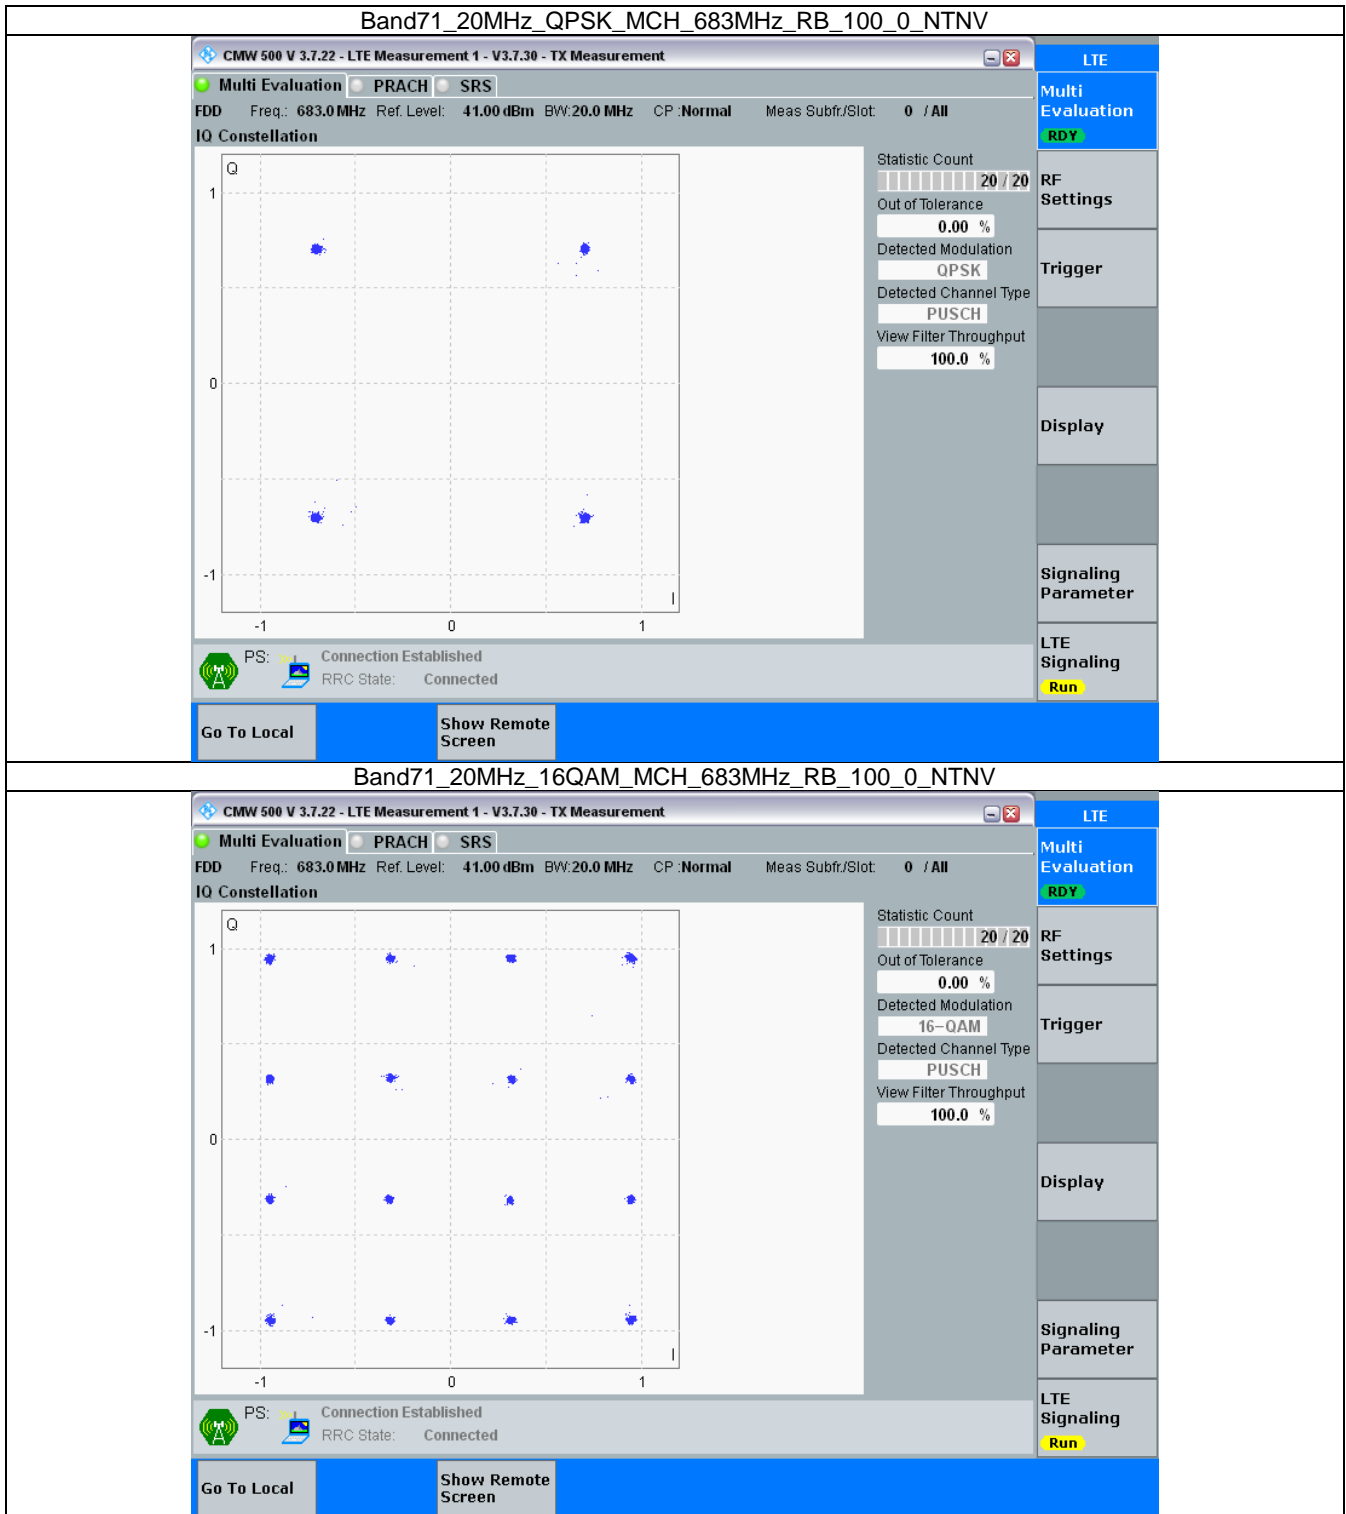 Band71_20MHz_QPSK_MCH_683MHz_RB_100_0_NTNV
CMW 500 V 3.7.22 - LTE Measurement 1 - V3.7.30 - TX Measurement
LTE
Multi Evaluation PRACH SRS
Multi
Evaluation
RDY
FDD Freq.: 683.0 MHz Ref. Level: 41.00 dBm BW: 20.0 MHz CP : Normal Meas Subfr./Slot: 0 / All
IQ Constellation
Q
1
0
-1
I
-1 0 1
Statistic Count
20 / 20
Out of Tolerance
0.00 %
Detected Modulation
QPSK
Detected Channel Type
PUSCH
View Filter Throughput
100.0 %
RF
Settings
Trigger
Display
Signaling
Parameter
LTE
Signaling
Run
PS: Connection Established
RRC State: Connected
Go To Local
Show Remote
Screen
Band71_20MHz_16QAM_MCH_683MHz_RB_100_0_NTNV
CMW 500 V 3.7.22 - LTE Measurement 1 - V3.7.30 - TX Measurement
LTE
Multi Evaluation PRACH SRS
Multi
Evaluation
RDY
FDD Freq.: 683.0 MHz Ref. Level: 41.00 dBm BW: 20.0 MHz CP : Normal Meas Subfr./Slot: 0 / All
IQ Constellation
Q
1
0
-1
I
-1 0 1
Statistic Count
20 / 20
Out of Tolerance
0.00 %
Detected Modulation
16-QAM
Detected Channel Type
PUSCH
View Filter Throughput
100.0 %
RF
Settings
Trigger
Display
Signaling
Parameter
LTE
Signaling
Run
PS: Connection Established
RRC State: Connected
Go To Local
Show Remote
Screen